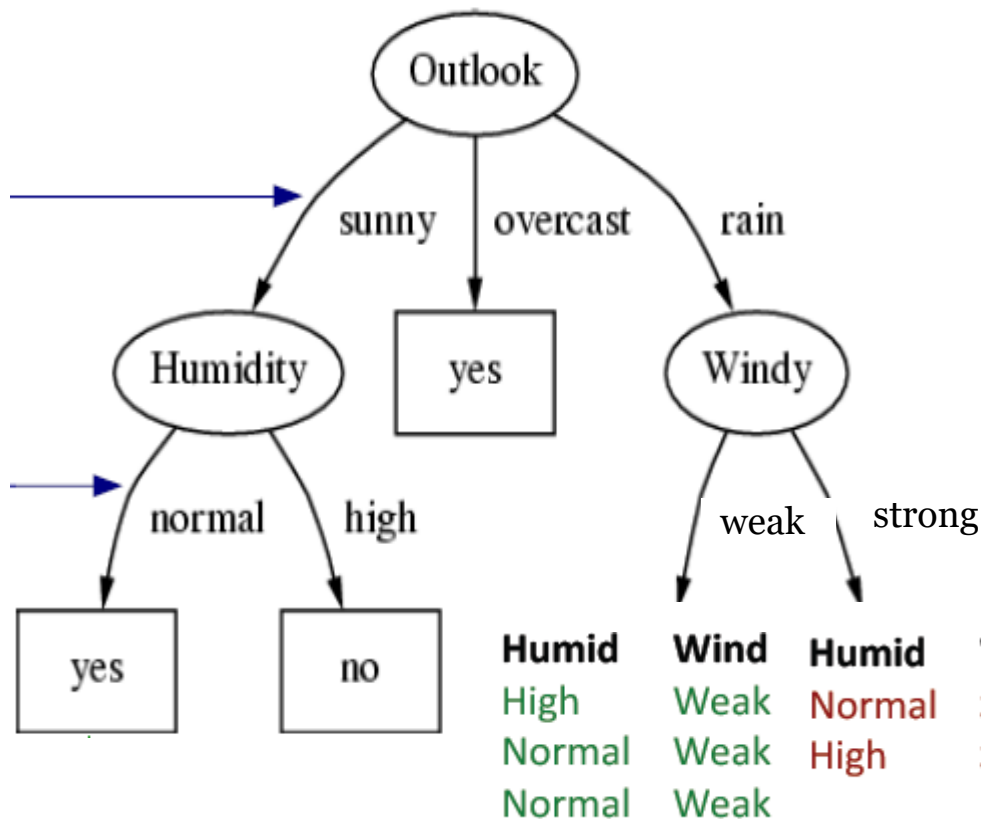 Outlook
sunny overcast rain
Humidity yes Windy
normal high weak strong
yes no
Humid Wind Humid
High Weak Normal
Normal Weak High
Normal Weak